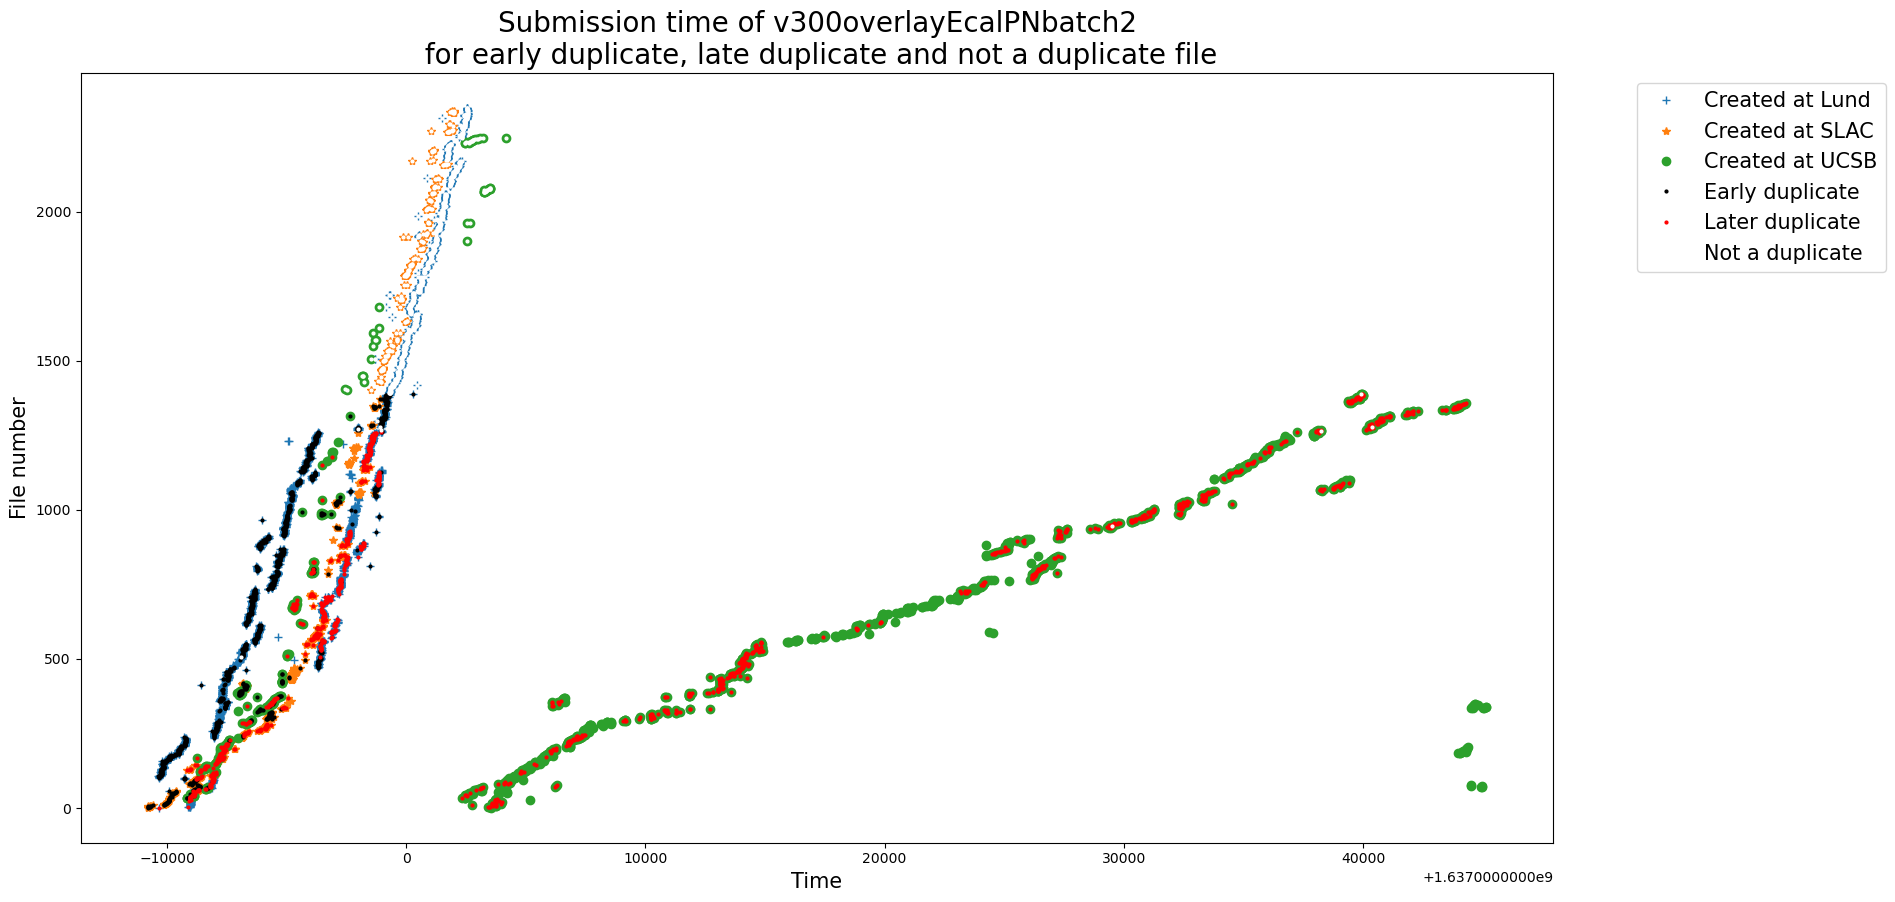 Submission time of v300overlayEcalPNbatch2
for early duplicate, late duplicate and not a duplicate file
Created at Lund
Created at SLAC
Created at UCSB
Early duplicate
Later duplicate
Not a duplicate
File number
2000
1500
1000
500
0
−10000 0 10000 20000 30000 40000
Time
+1.6370000000e9